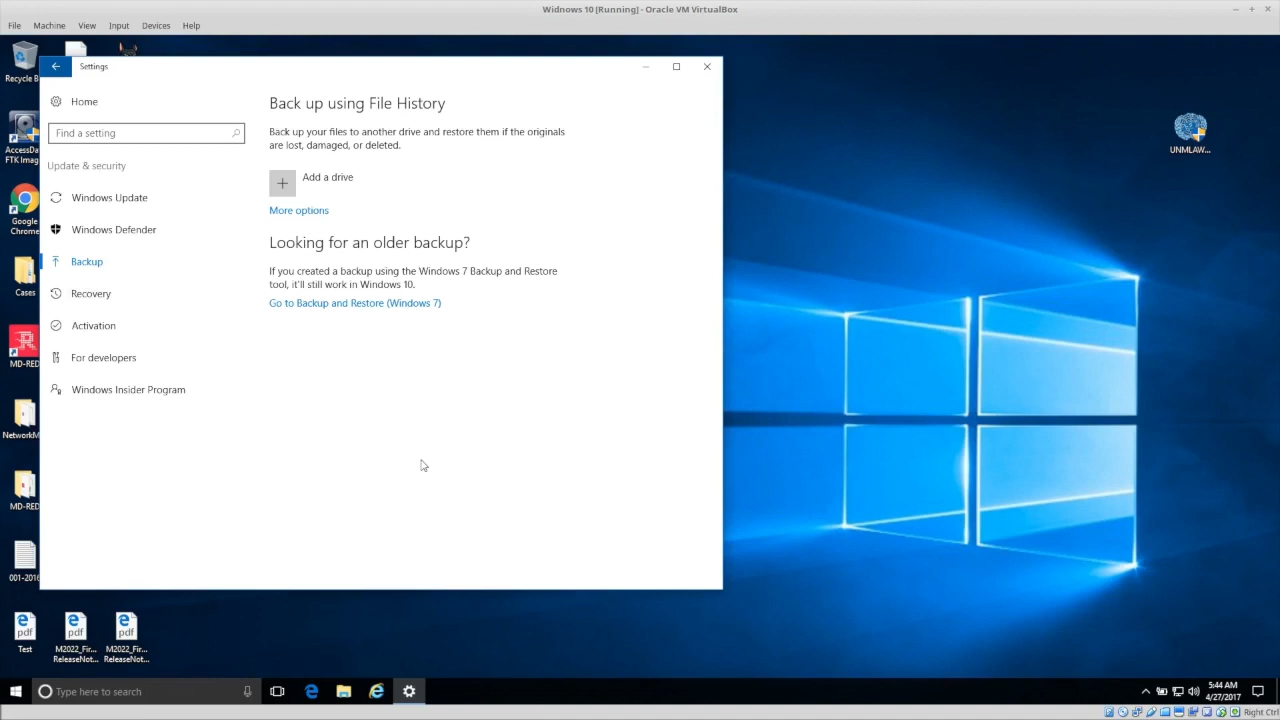 Widnows 10 [Running] - Oracle VM VirtualBox
File Machine View Input Devices Help
Recycle B
AccessDa
FTK Imag
Google
Chrome
Cases
MD-RED
NetworkM
MD-RED
001-2016
Test
M2022_Fir...
ReleaseNot...
M2022_Fir...
ReleaseNot...
UNMLAW...
Settings
Home
Find a setting
Update & security
Windows Update
Windows Defender
Backup
Recovery
Activation
For developers
Windows Insider Program
Back up using File History
Back up your files to another drive and restore them if the originals
are lost, damaged, or deleted.
Add a drive
More options
Looking for an older backup?
If you created a backup using the Windows 7 Backup and Restore
tool, it'll still work in Windows 10.
Go to Backup and Restore (Windows 7)
Type here to search
5:44 AM
4/27/2017
Right Ctrl